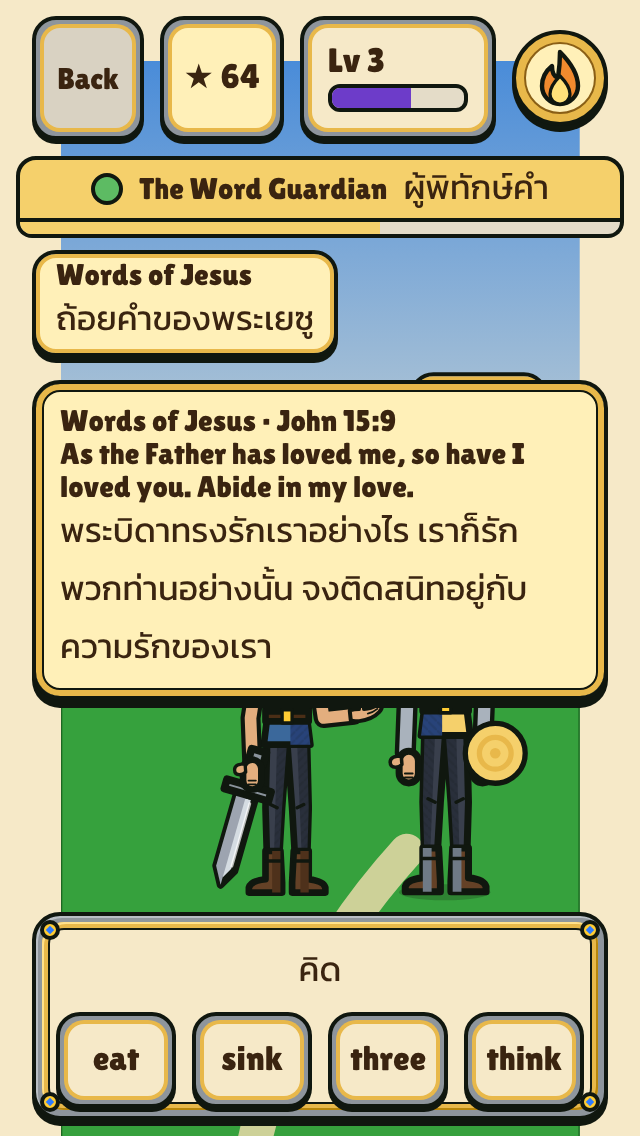 Back
★ 64
Lv 3
The Word Guardian ผู้พิทักษ์คำ
Words of Jesus
ถ้อยคำของพระเยซู
Words of Jesus · John 15:9
As the Father has loved me, so have I
loved you. Abide in my love.
พระบิดาทรงรักเราอย่างไร เราก็รัก
พวกท่านอย่างนั้น จงติดสนิทอยู่กับ
ความรักของเรา
คิด
eat
sink
three
think